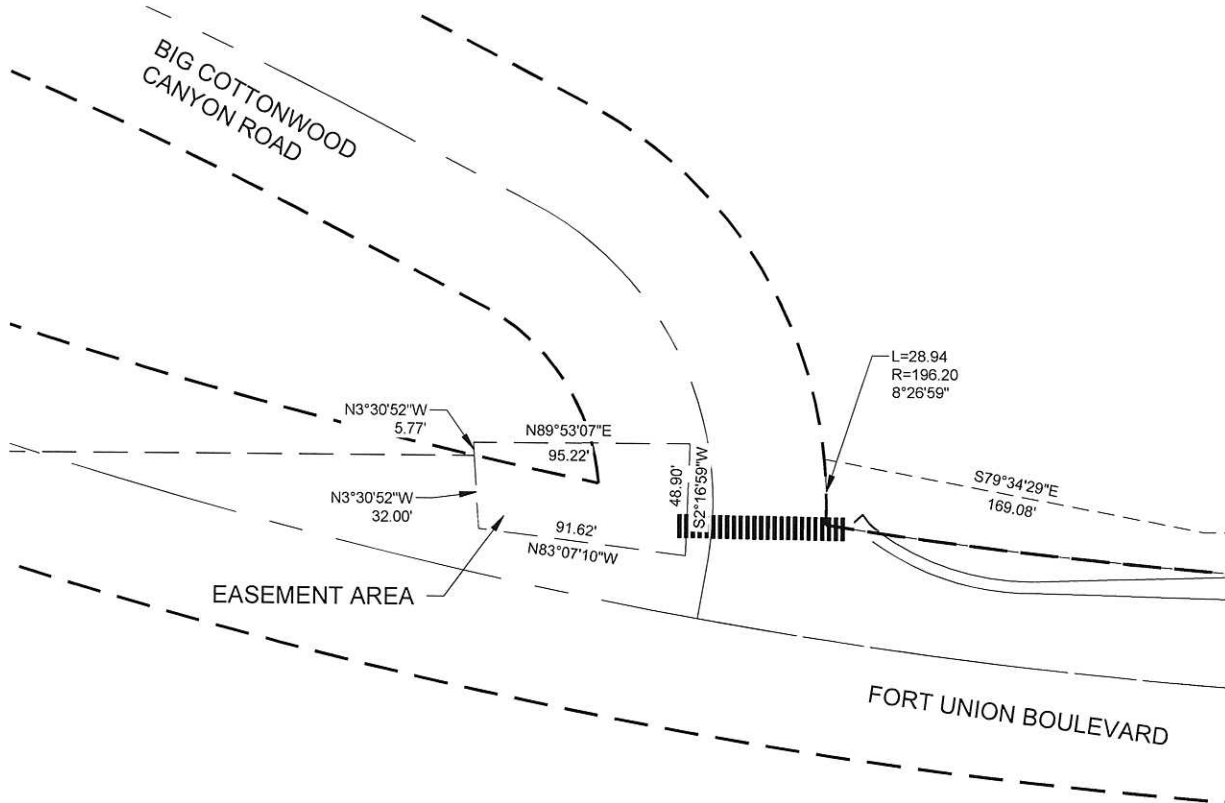 BIG COTTONWOOD
CANYON ROAD
L=28.94
R=196.20
8°26'59"
N3°30'52"W
5.77'
N89°53'07"E
95.22'
48.90'
S2°16'59"W
S79°34'29"E
169.08'
N3°30'52"W
32.00'
91.62'
N83°07'10"W
EASEMENT AREA
FORT UNION BOULEVARD